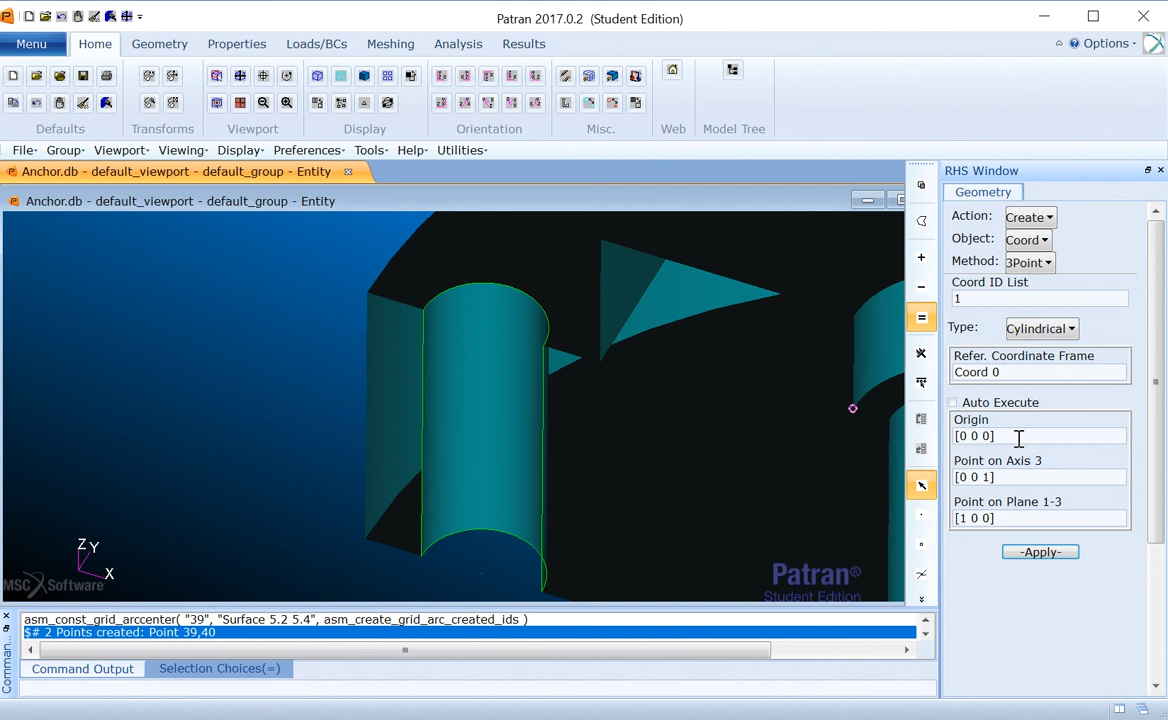 Patran 2017.0.2 (Student Edition)
Menu Home Geometry Properties Loads/BCs Meshing Analysis Results Options
Defaults Transforms Viewport Display Orientation Misc. Web Model Tree
File Group Viewport Viewing Display Preferences Tools Help Utilities
Anchor.db - default_viewport - default_group - Entity
RHS Window
Anchor.db - default_viewport - default_group - Entity
Geometry
Action: Create
Object: Coord
Method: 3Point
Coord ID List
1
Type: Cylindrical
Refer. Coordinate Frame
Coord 0
Auto Execute
Origin
[0 0 0]
Point on Axis 3
[0 0 1]
Point on Plane 1-3
[1 0 0]
-Apply-
Z Y
X
MSC Software
Patran®
Student Edition
asm_const_grid_arccenter( "39", "Surface 5.2 5.4", asm_create_grid_arc_created_ids )
$# 2 Points created: Point 39,40
Comman...
Command Output Selection Choices(=)